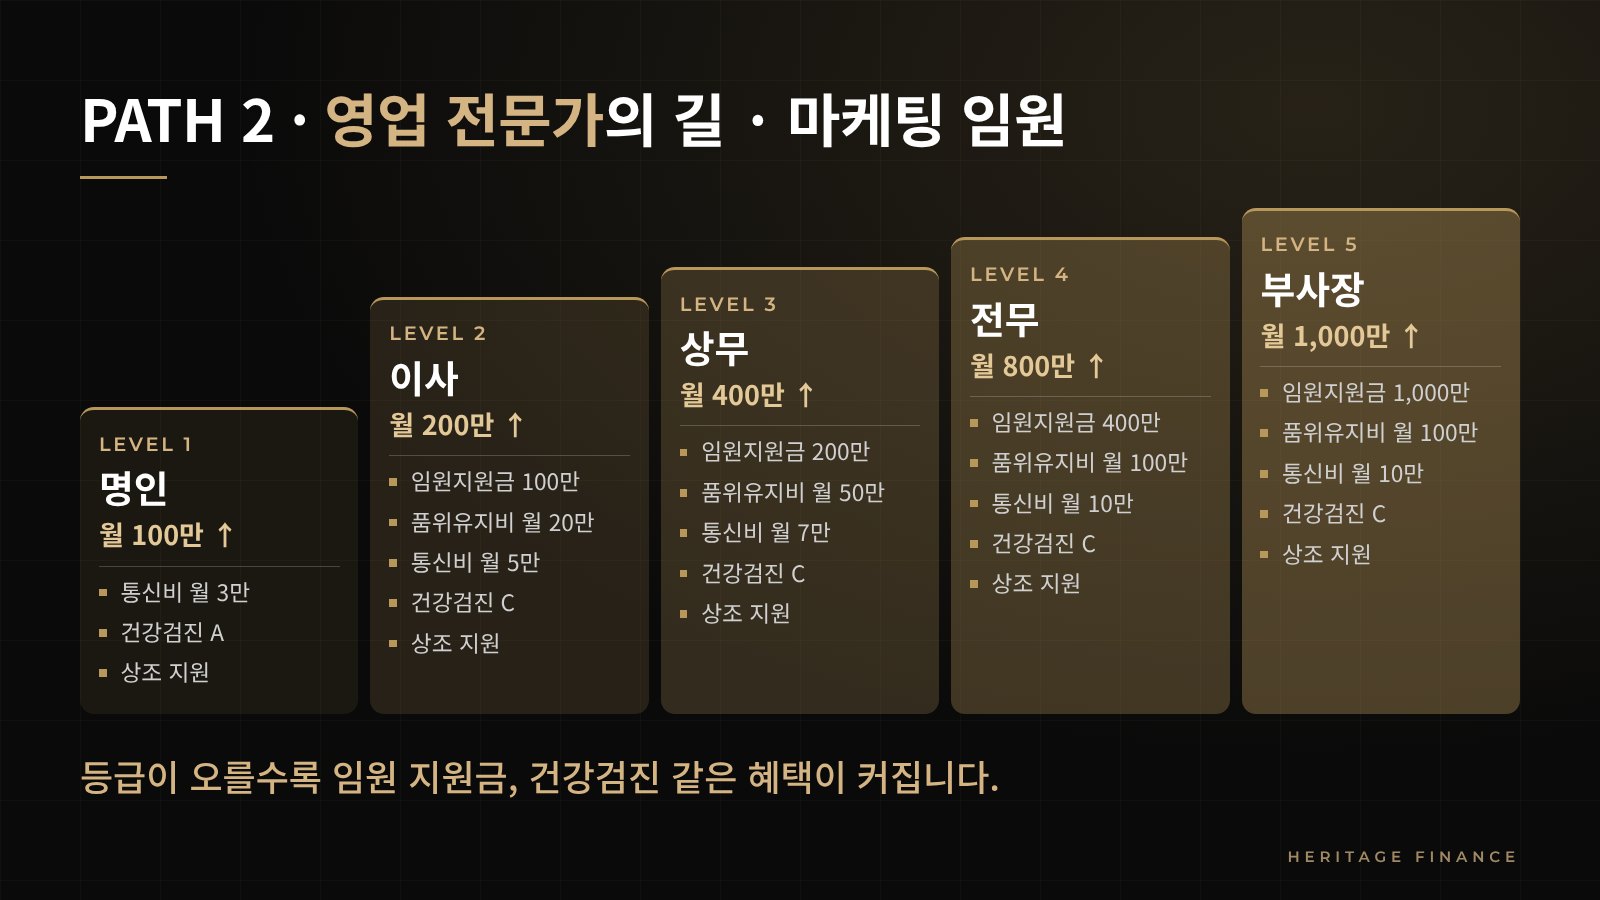 PATH 2 · 영업 전문가의 길 · 마케팅 임원
LEVEL 1
명인
월 100만 ↑
통신비 월 3만
건강검진 A
상조 지원
LEVEL 2
이사
월 200만 ↑
임원지원금 100만
품위유지비 월 20만
통신비 월 5만
건강검진 C
상조 지원
LEVEL 3
상무
월 400만 ↑
임원지원금 200만
품위유지비 월 50만
통신비 월 7만
건강검진 C
상조 지원
LEVEL 4
전무
월 800만 ↑
임원지원금 400만
품위유지비 월 100만
통신비 월 10만
건강검진 C
상조 지원
LEVEL 5
부사장
월 1,000만 ↑
임원지원금 1,000만
품위유지비 월 100만
통신비 월 10만
건강검진 C
상조 지원
등급이 오를수록 임원 지원금, 건강검진 같은 혜택이 커집니다.
HERITAGE FINANCE